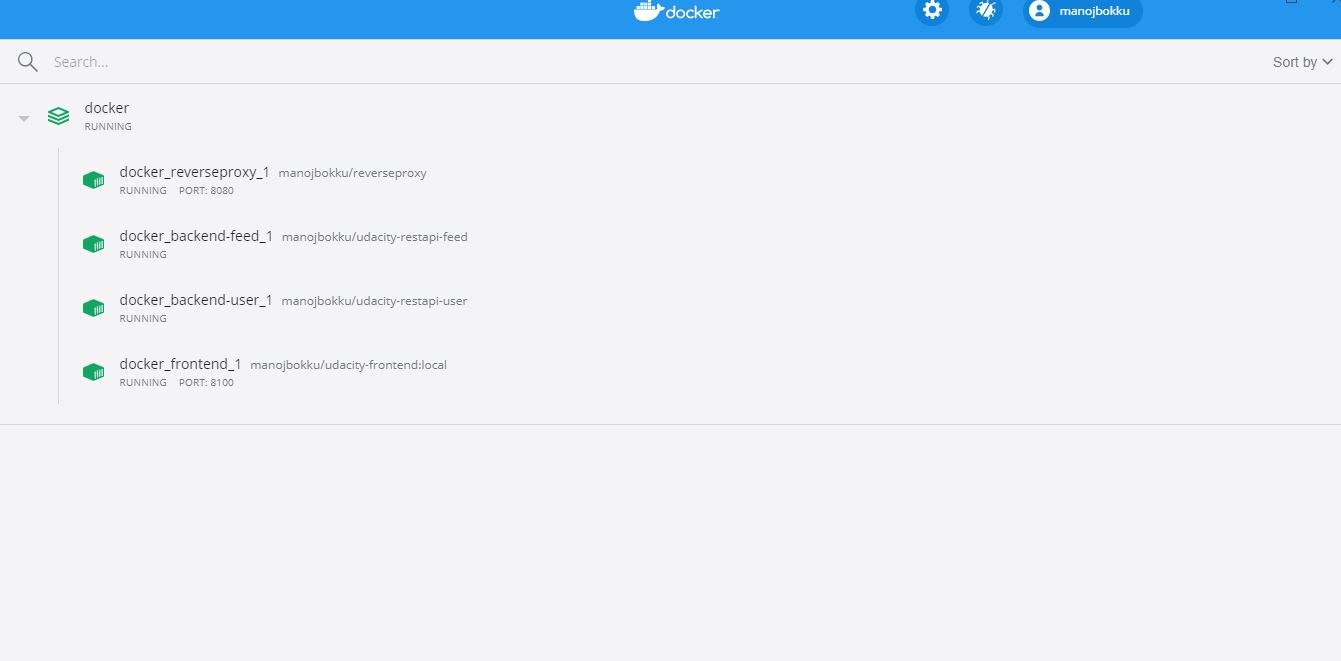 docker
manojbokku
Search...
Sort by
docker
RUNNING
docker_reverseproxy_1 manojbokku/reverseproxy
RUNNING PORT: 8080
docker_backend-feed_1 manojbokku/udacity-restapi-feed
RUNNING
docker_backend-user_1 manojbokku/udacity-restapi-user
RUNNING
docker_frontend_1 manojbokku/udacity-frontend:local
RUNNING PORT: 8100